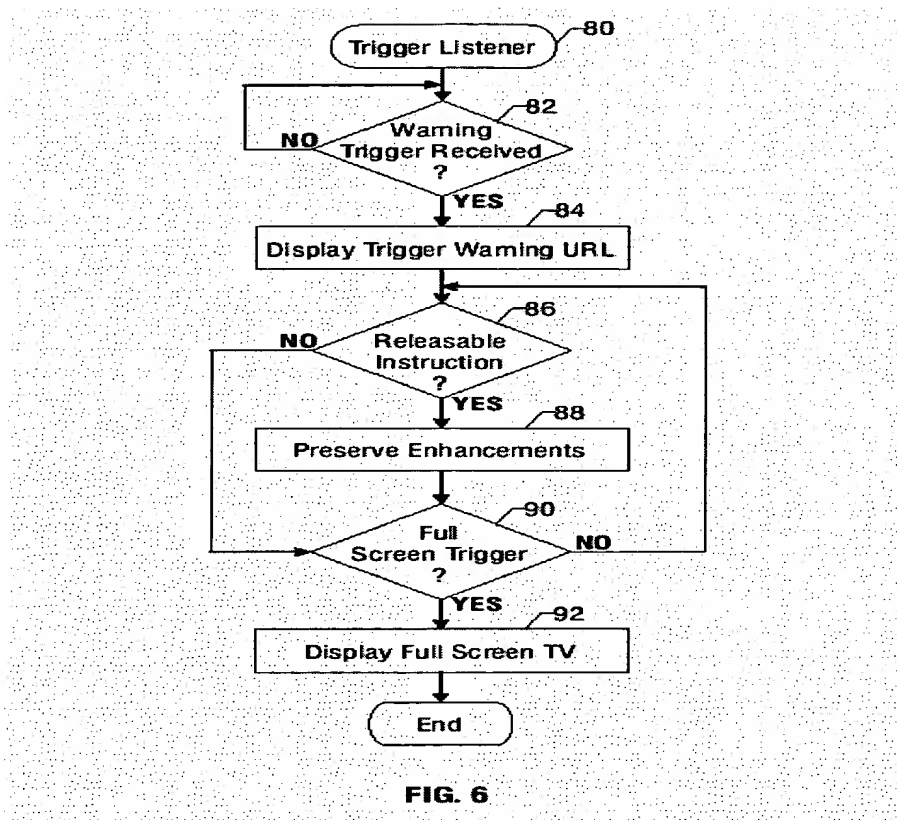 Trigger Listener
80
82
Warning
Trigger Received
?
NO
YES
84
Display Trigger Warning URL
86
NO
Releasable
Instruction
?
YES
88
Preserve Enhancements
90
Full
Screen Trigger
?
NO
YES
92
Display Full Screen TV
End
FIG. 6